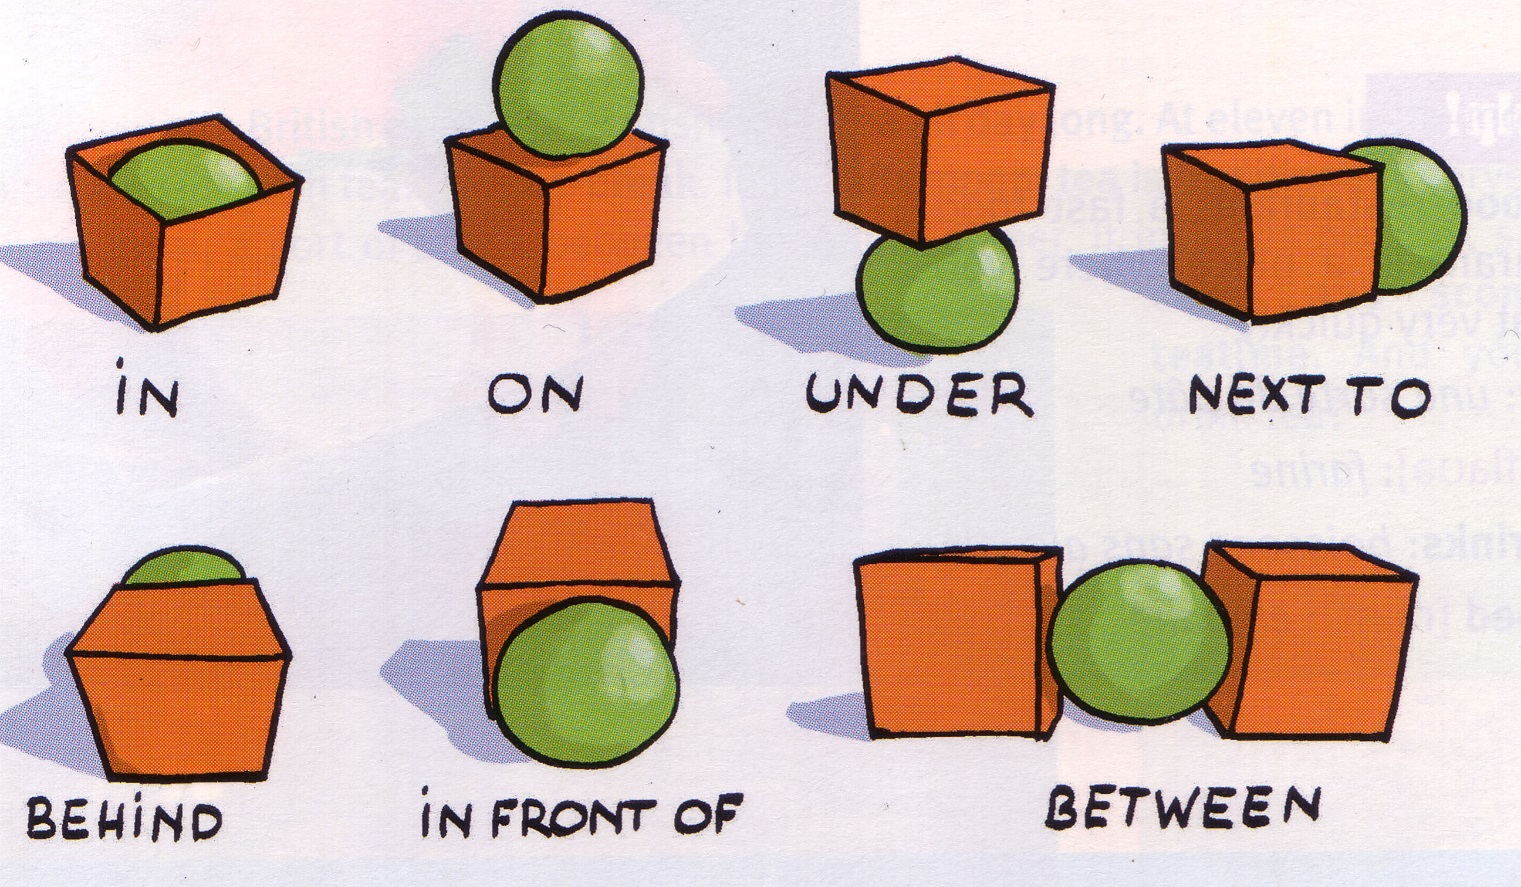 iN
ON
UNDER
NEXT TO
BEHiND
iN FRONT OF
BETWEEN